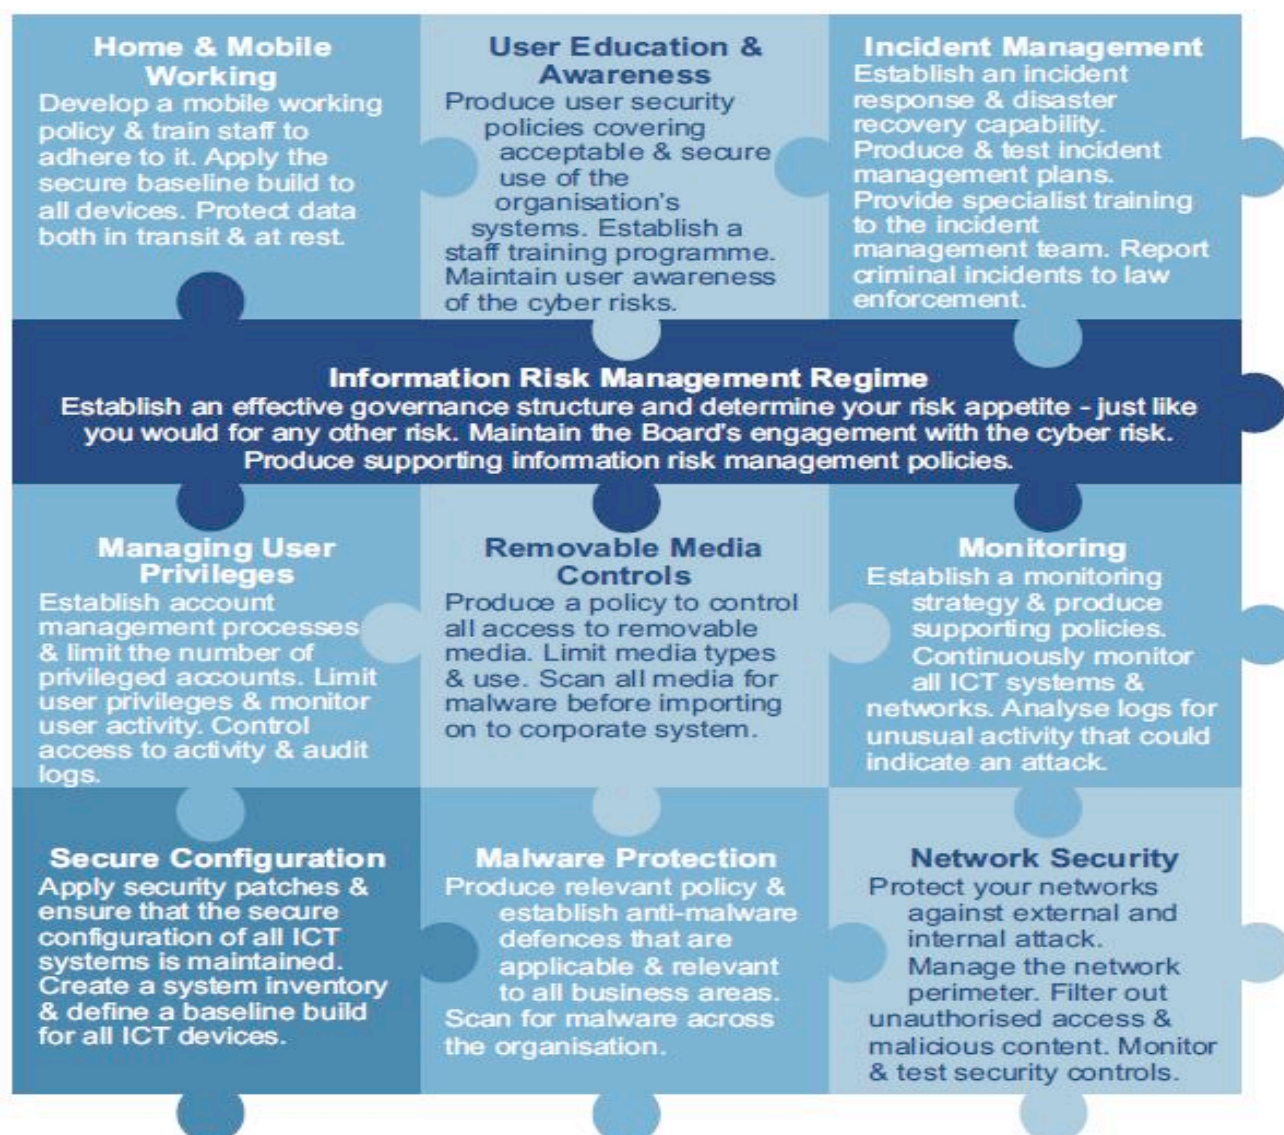 Home & Mobile
Working
Develop a mobile working
policy & train staff to
adhere to it. Apply the
secure baseline build to
all devices. Protect data
both in transit & at rest.
User Education &
Awareness
Produce user security
policies covering
acceptable & secure
use of the
organisation's
systems. Establish a
staff training programme.
Maintain user awareness
of the cyber risks.
Incident Management
Establish an incident
response & disaster
recovery capability.
Produce & test incident
management plans.
Provide specialist training
to the incident
management team. Report
criminal incidents to law
enforcement.
Information Risk Management Regime
Establish an effective governance structure and determine your risk appetite - just like
you would for any other risk. Maintain the Board's engagement with the cyber risk.
Produce supporting information risk management policies.
Managing User
Privileges
Establish account
management processes
& limit the number of
privileged accounts. Limit
user privileges & monitor
user activity. Control
access to activity & audit
logs.
Removable Media
Controls
Produce a policy to control
all access to removable
media. Limit media types
& use. Scan all media for
malware before importing
on to corporate system.
Monitoring
Establish a monitoring
strategy & produce
supporting policies.
Continuously monitor
all ICT systems &
networks. Analyse logs for
unusual activity that could
indicate an attack.
Secure Configuration
Apply security patches &
ensure that the secure
configuration of all ICT
systems is maintained.
Create a system inventory
& define a baseline build
for all ICT devices.
Malware Protection
Produce relevant policy &
establish anti-malware
defences that are
applicable & relevant
to all business areas.
Scan for malware across
the organisation.
Network Security
Protect your networks
against external and
internal attack.
Manage the network
perimeter. Filter out
unauthorised access &
malicious content. Monitor
& test security controls.